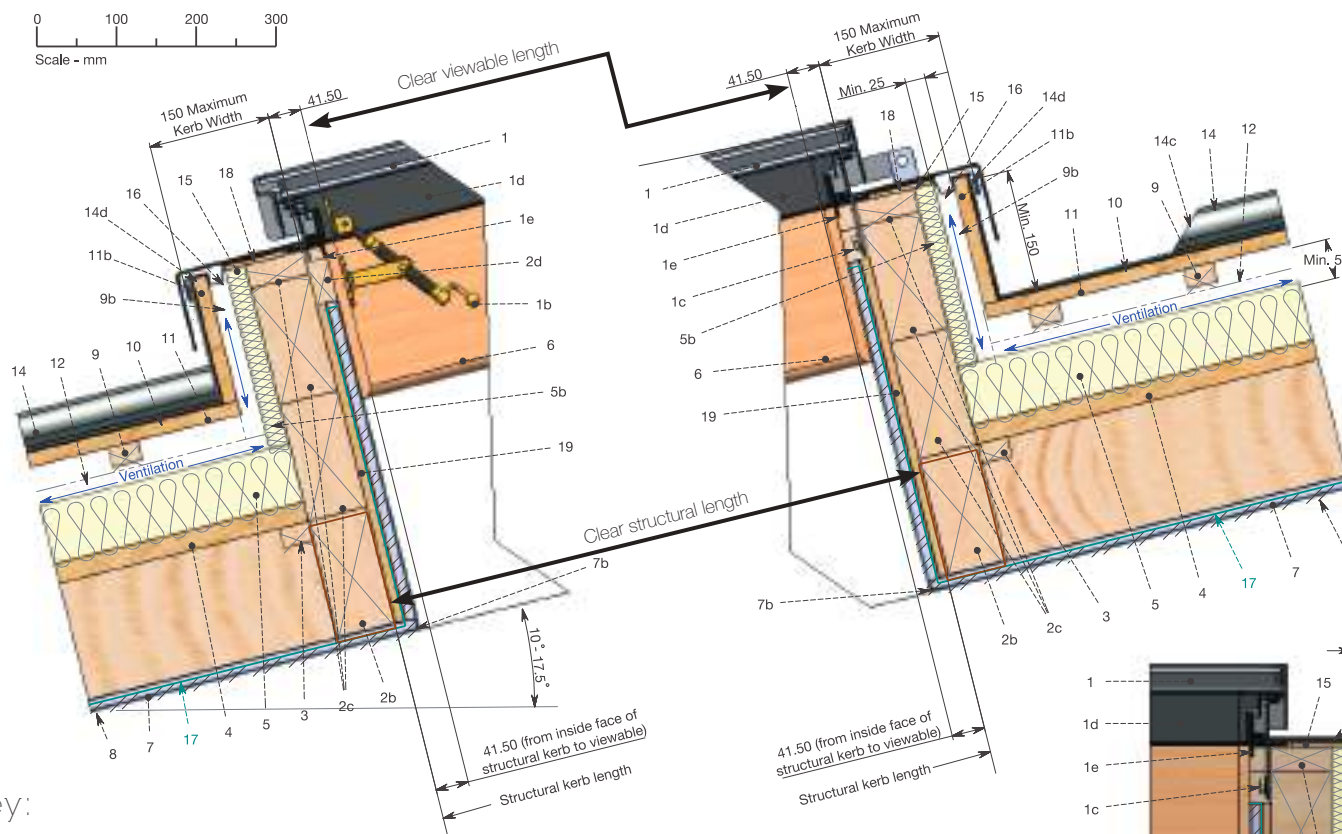 0 100 200 300
Scale - mm
150 Maximum
Kerb Width
41.50
Clear viewable length
41.50
150 Maximum
Kerb Width
Min. 25
15
16
14d
11b
9b
18
14c
14
12
9
10
11
Min. 150
Min. 5
Ventilation
1
1d
1e
1c
5b
6
19
15
18
16
14d
11b
9b
11
10
9
12
14
14
Ventilation
1
1d
1e
2d
1b
6
5b
19
Clear structural length
7b
10° - 17.5°
8
7
17
4
5
3
2c
2b
41.50 (from inside face of
structural kerb to viewable)
Structural kerb length
7b
2b
2c
3
5
4
17
7
41.50 (from inside face of
structural kerb to viewable)
Structural kerb length
1
1d
1e
1c
15
ey: